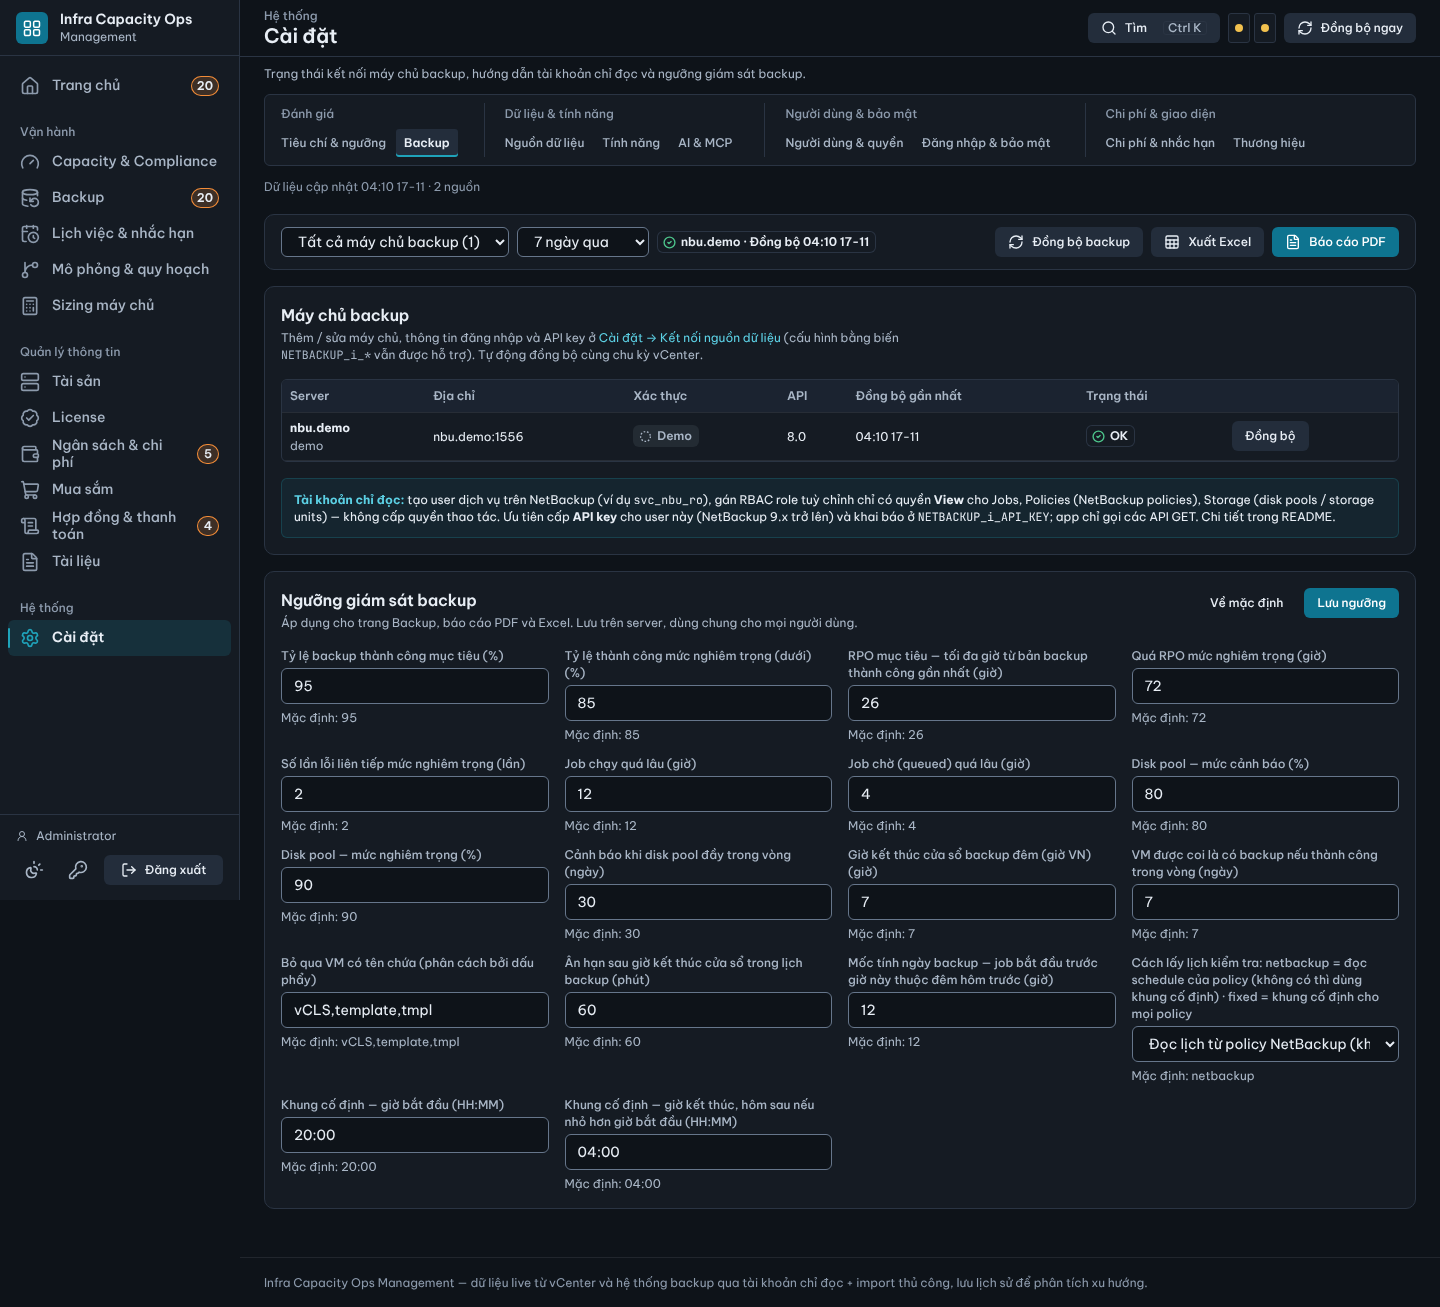 Infra Capacity Ops
Management
Trang chủ 20
Vận hành
Capacity & Compliance
Backup 20
Lịch việc & nhắc hạn
Mô phỏng & quy hoạch
Sizing máy chủ
Quản lý thông tin
Tài sản
License
Ngân sách & chi
phí
5
Mua sắm
Hợp đồng & thanh
toán
4
Tài liệu
Hệ thống
Cài đặt
Administrator
Đăng xuất
Hệ thống
Cài đặt
Tìm Ctrl K
Đồng bộ ngay
Trạng thái kết nối máy chủ backup, hướng dẫn tài khoản chỉ đọc và ngưỡng giám sát backup.
Đánh giá
Tiêu chí & ngưỡng Backup
Dữ liệu & tính năng
Nguồn dữ liệu Tính năng AI & MCP
Người dùng & bảo mật
Người dùng & quyền Đăng nhập & bảo mật
Chi phí & giao diện
Chi phí & nhắc hạn Thương hiệu
Dữ liệu cập nhật 04:10 17-11 · 2 nguồn
Tất cả máy chủ backup (1) 7 ngày qua nbu.demo · Đồng bộ 04:10 17-11 Đồng bộ backup Xuất Excel Báo cáo PDF
Máy chủ backup
Thêm / sửa máy chủ, thông tin đăng nhập và API key ở Cài đặt → Kết nối nguồn dữ liệu (cấu hình bằng biến
NETBACKUP_i_* vẫn được hỗ trợ). Tự động đồng bộ cùng chu kỳ vCenter.
Server Địa chỉ Xác thực API Đồng bộ gần nhất Trạng thái
nbu.demo
demo
nbu.demo:1556 Demo 8.0 04:10 17-11 OK Đồng bộ
Tài khoản chỉ đọc: tạo user dịch vụ trên NetBackup (ví dụ svc_nbu_ro), gán RBAC role tuỳ chỉnh chỉ có quyền View cho Jobs, Policies (NetBackup policies), Storage (disk pools / storage
units) — không cấp quyền thao tác. Ưu tiên cấp API key cho user này (NetBackup 9.x trở lên) và khai báo ở NETBACKUP_i_API_KEY; app chỉ gọi các API GET. Chi tiết trong README.
Ngưỡng giám sát backup
Áp dụng cho trang Backup, báo cáo PDF và Excel. Lưu trên server, dùng chung cho mọi người dùng.
Về mặc định Lưu ngưỡng
Tỷ lệ backup thành công mục tiêu (%)
95
Mặc định: 95
Tỷ lệ thành công mức nghiêm trọng (dưới)
(%)
85
Mặc định: 85
RPO mục tiêu — tối đa giờ từ bản backup
thành công gần nhất (giờ)
26
Mặc định: 26
Quá RPO mức nghiêm trọng (giờ)
72
Mặc định: 72
Số lần lỗi liên tiếp mức nghiêm trọng (lần)
2
Mặc định: 2
Job chạy quá lâu (giờ)
12
Mặc định: 12
Job chờ (queued) quá lâu (giờ)
4
Mặc định: 4
Disk pool — mức cảnh báo (%)
80
Mặc định: 80
Disk pool — mức nghiêm trọng (%)
90
Mặc định: 90
Cảnh báo khi disk pool đầy trong vòng
(ngày)
30
Mặc định: 30
Giờ kết thúc cửa sổ backup đêm (giờ VN)
(giờ)
7
Mặc định: 7
VM được coi là có backup nếu thành công
trong vòng (ngày)
7
Mặc định: 7
Bỏ qua VM có tên chứa (phân cách bởi dấu
phẩy)
vCLS,template,tmpl
Mặc định: vCLS,template,tmpl
Ân hạn sau giờ kết thúc cửa sổ trong lịch
backup (phút)
60
Mặc định: 60
Mốc tính ngày backup — job bắt đầu trước
giờ này thuộc đêm hôm trước (giờ)
12
Mặc định: 12
Cách lấy lịch kiểm tra: netbackup = đọc
schedule của policy (không có thì dùng
khung cố định) · fixed = khung cố định cho
mọi policy
Đọc lịch từ policy NetBackup (kh
Mặc định: netbackup
Khung cố định — giờ bắt đầu (HH:MM)
20:00
Mặc định: 20:00
Khung cố định — giờ kết thúc, hôm sau nếu
nhỏ hơn giờ bắt đầu (HH:MM)
04:00
Mặc định: 04:00
Infra Capacity Ops Management — dữ liệu live từ vCenter và hệ thống backup qua tài khoản chỉ đọc + import thủ công, lưu lịch sử để phân tích xu hướng.